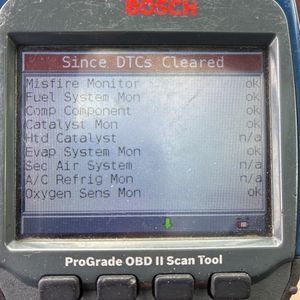 BOSCH
Since DTCs Cleared
Misfire Monitor ok
Fuel System Mon ok
Comp Component ok
Catalyst Mon ok
Htd Catalyst n/a
Evap System Mon ok
Sec Air System n/a
A/C Refrig Mon n/a
Oxygen Sens Mon ok
ProGrade OBD II Scan Tool